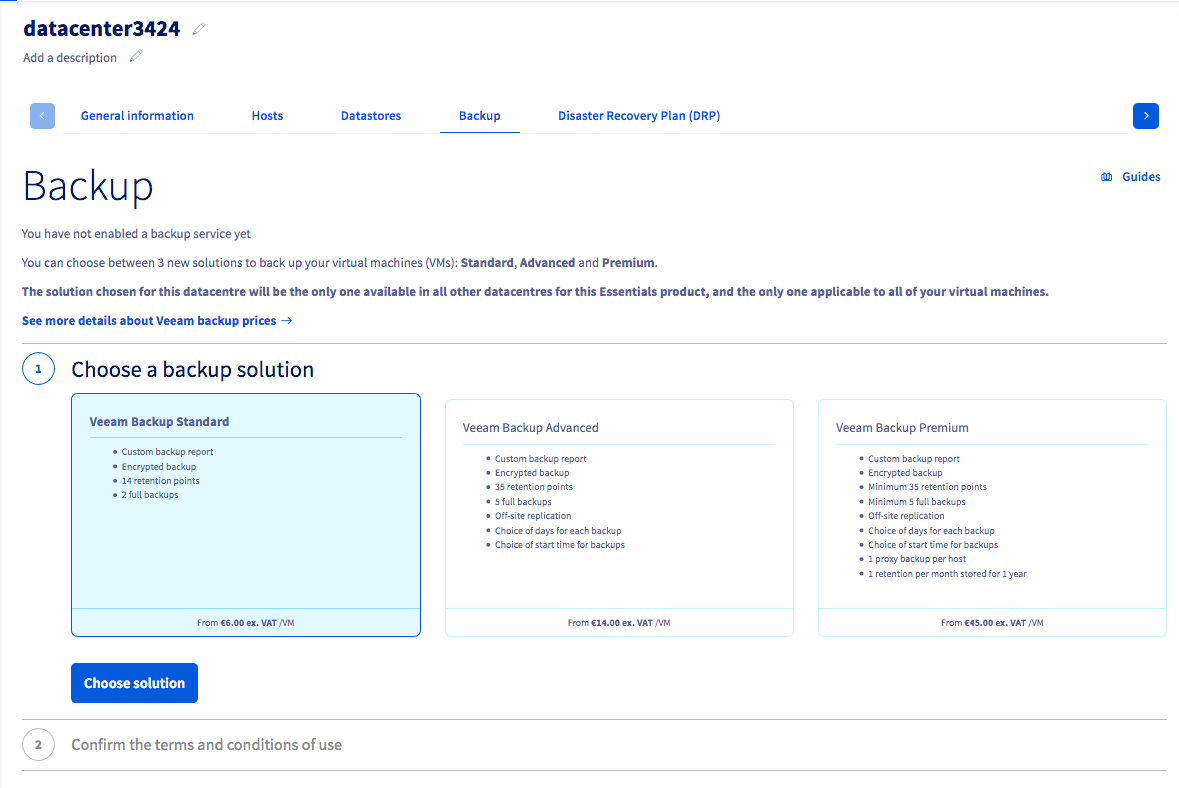 datacenter3424
Add a description
General information
Hosts
Datastores
Backup
Disaster Recovery Plan (DRP)
Backup
Guides
You have not enabled a backup service yet
You can choose between 3 new solutions to back up your virtual machines (VMs): Standard, Advanced and Premium.
The solution chosen for this datacentre will be the only one available in all other datacentres for this Essentials product, and the only one applicable to all of your virtual machines.
See more details about Veeam backup prices →
1
Choose a backup solution
Veeam Backup Standard
• Custom backup report
• Encrypted backup
• 14 retention points
• 2 full backups
From €6.00 ex. VAT /VM
Veeam Backup Advanced
• Custom backup report
• Encrypted backup
• 35 retention points
• 5 full backups
• Off-site replication
• Choice of days for each backup
• Choice of start time for backups
From €14.00 ex. VAT /VM
Veeam Backup Premium
• Custom backup report
• Encrypted backup
• Minimum 35 retention points
• Minimum 5 full backups
• Off-site replication
• Choice of days for each backup
• Choice of start time for backups
• 1 proxy backup per host
• 1 retention per month stored for 1 year
From €45.00 ex. VAT /VM
Choose solution
2
Confirm the terms and conditions of use